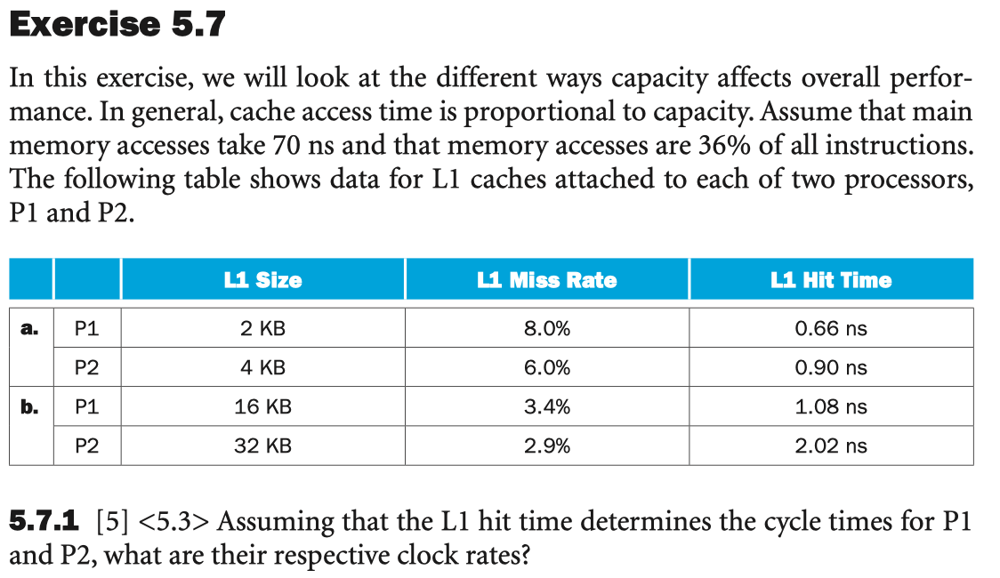 Exercise 5.7
In this exercise, we will look at the different ways capacity affects overall perfor-
mance. In general, cache access time is proportional to capacity. Assume that main
memory accesses take 70 ns and that memory accesses are 36% of all instructions.
The following table shows data for L1 caches attached to each of two processors,
P1 and P2.
L1 Size L1 Miss Rate L1 Hit Time
a. P1 2 KB 8.0% 0.66 ns
P2 4 KB 6.0% 0.90 ns
b. P1 16 KB 3.4% 1.08 ns
P2 32 KB 2.9% 2.02 ns
5.7.1 [5] <5.3> Assuming that the L1 hit time determines the cycle times for P1
and P2, what are their respective clock rates?